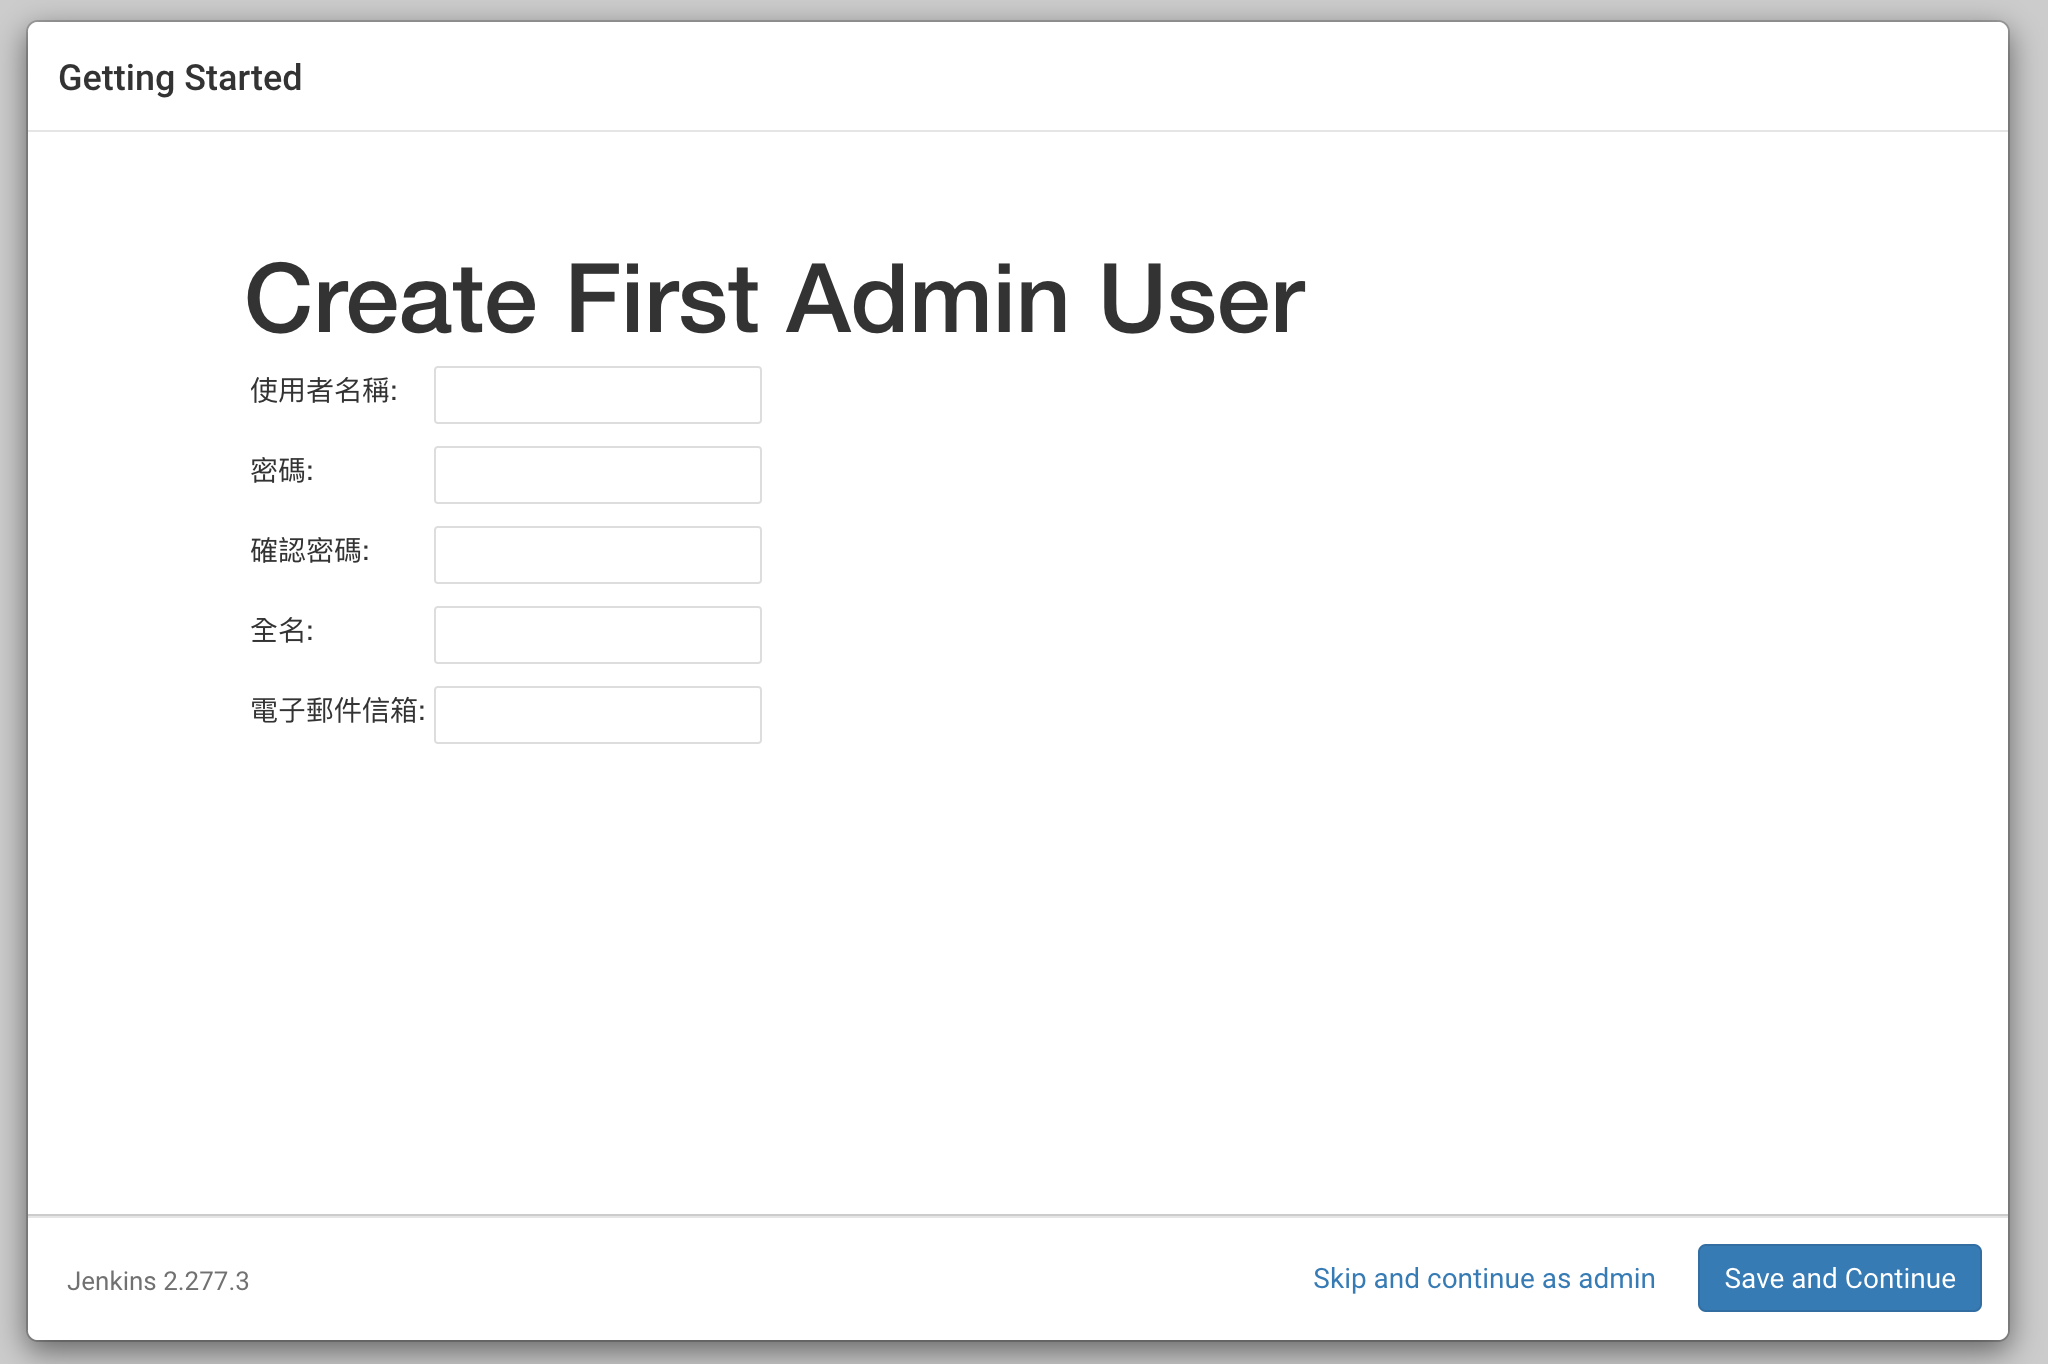 Getting Started
Create First Admin User
使用者名稱:
密碼:
確認密碼:
全名:
電子郵件信箱:
Jenkins 2.277.3
Skip and continue as admin
Save and Continue